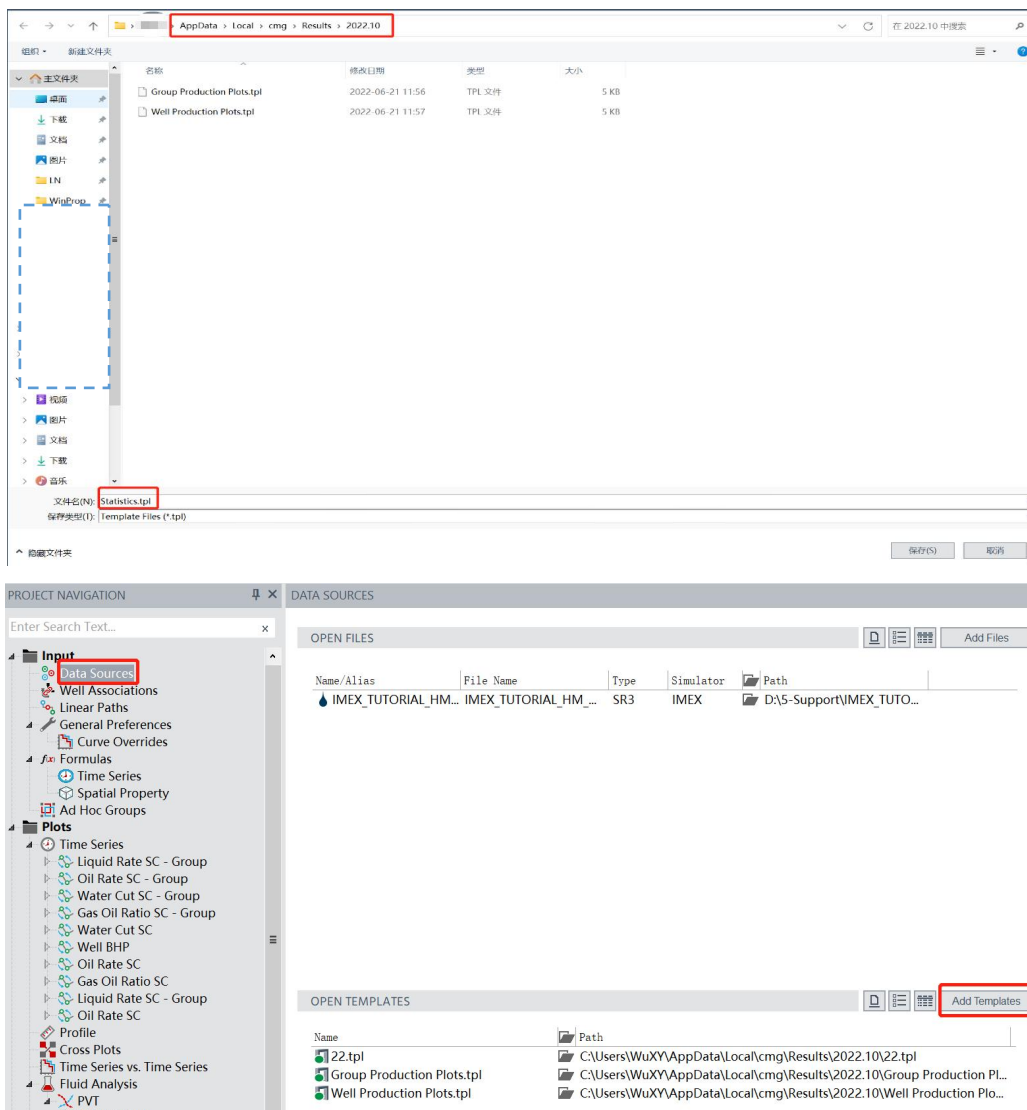 AppData › Local › cmg › Results › 2022.10
在 2022.10 中搜索
组织
新建文件夹
名称 修改日期 类型 大小
主文件夹
Group Production Plots.tpl 2022-06-21 11:56 TPL 文件 5 KB
桌面
Well Production Plots.tpl 2022-06-21 11:57 TPL 文件 5 KB
下载
文档
图片
LN
WinProp
视频
图片
文档
下载
音乐
文件名(N): Statistics.tpl
保存类型(T): Template Files (*.tpl)
隐藏文件夹
保存(S) 取消
PROJECT NAVIGATION
DATA SOURCES
Enter Search Text...
OPEN FILES
Add Files
Input
Data Sources
Name/Alias File Name Type Simulator Path
Well Associations
IMEX_TUTORIAL_HM... IMEX_TUTORIAL_HM_... SR3 IMEX D:\5-Support\IMEX_TUTO...
Linear Paths
General Preferences
Curve Overrides
f(x) Formulas
Time Series
Spatial Property
Ad Hoc Groups
Plots
Time Series
Liquid Rate SC - Group
Oil Rate SC - Group
Water Cut SC - Group
Gas Oil Ratio SC - Group
Water Cut SC
Well BHP
Oil Rate SC
Gas Oil Ratio SC
Liquid Rate SC - Group
OPEN TEMPLATES
Add Templates
Oil Rate SC
Profile
Name Path
Cross Plots
22.tpl C:\Users\WuXY\AppData\Local\cmg\Results\2022.10\22.tpl
Time Series vs. Time Series
Group Production Plots.tpl C:\Users\WuXY\AppData\Local\cmg\Results\2022.10\Group Production Pl...
Fluid Analysis
Well Production Plots.tpl C:\Users\WuXY\AppData\Local\cmg\Results\2022.10\Well Production Plo...
PVT